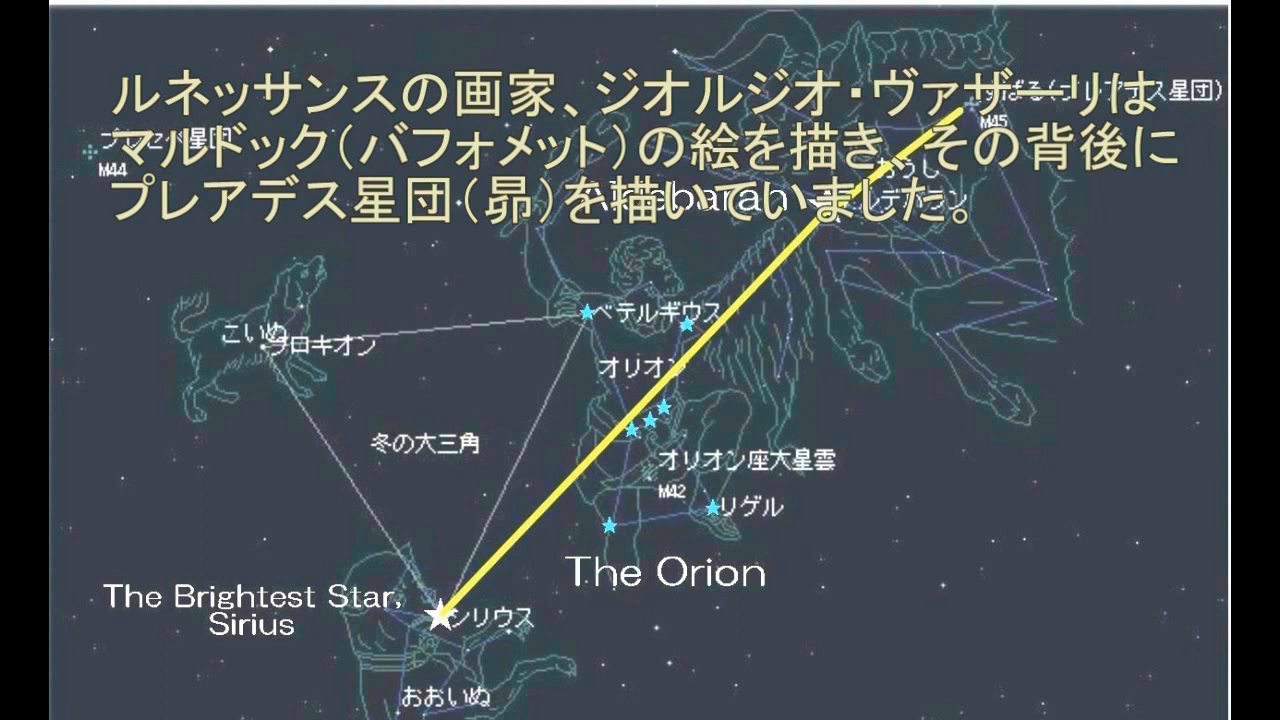 ルネッサンスの画家、ジオルジオ・ヴァザーリは
マルドック(バフォメット)の絵を描き、その背後に
プレアデス星団(昴)を描いていました。
M45
M44
おうし
こいぬ
プロキオン
ベテルギウス
オリオン
冬の大三角
オリオン座大星雲
M42
リゲル
The Orion
The Brightest Star,
Sirius
シリウス
おおいぬ